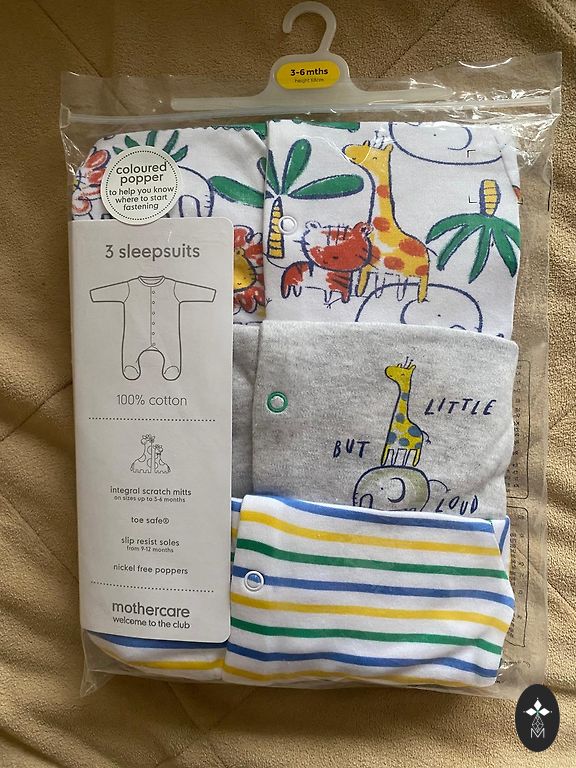 3-6 mths
coloured
popper
to help you know
where to start
fastening
3 sleepsuits
100% cotton
integral scratch mitts
on sizes up to 3-6 months
toe safe®
slip resist soles
from 9-12 months
nickel free poppers
mothercare
welcome to the club
LITTLE
BUT
LOUD
M